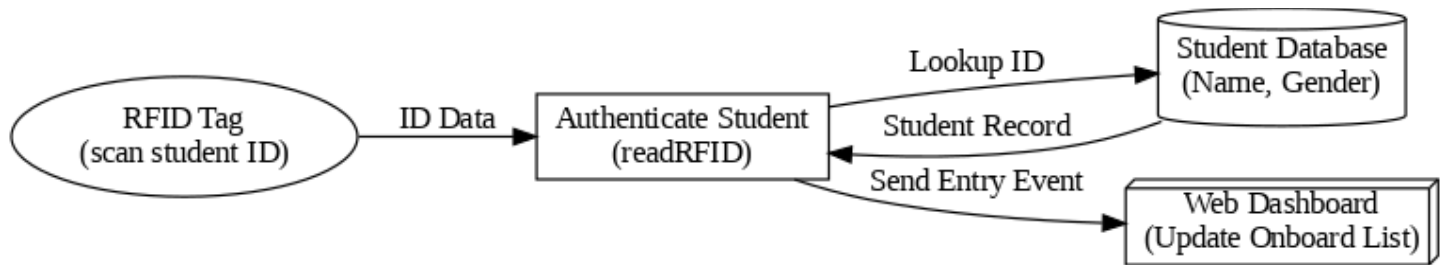 RFID Tag
(scan student ID)
ID Data
Authenticate Student
(readRFID)
Lookup ID
Student Record
Send Entry Event
Student Database
(Name, Gender)
Web Dashboard
(Update Onboard List)